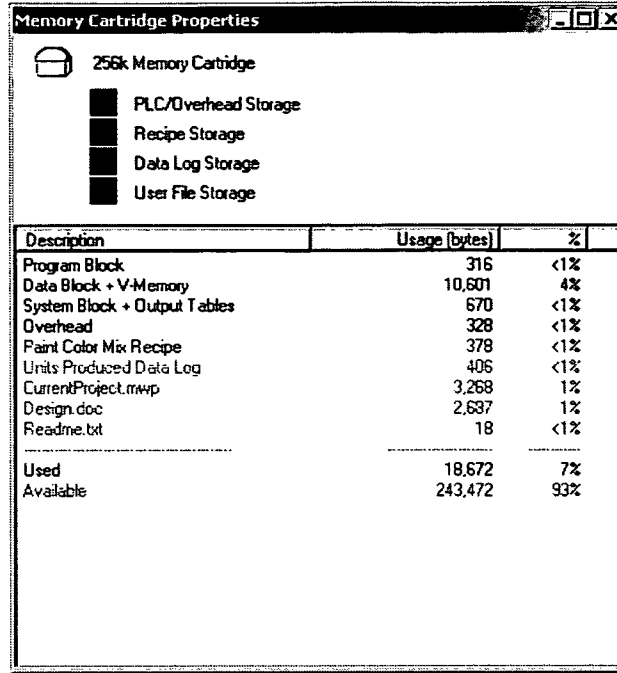 Memory Cartridge Properties
256k Memory Cartridge
PLC/Overhead Storage
Recipe Storage
Data Log Storage
User File Storage
Description Usage (bytes) %
Program Block 316 <1%
Data Block + V-Memory 10,601 4%
System Block + Output Tables 670 <1%
Overhead 328 <1%
Paint Color Mix Recipe 378 <1%
Units Produced Data Log 406 <1%
CurrentProject.mwp 3,268 1%
Design.doc 2,687 1%
Readme.txt 18 <1%
Used 18,672 7%
Available 243,472 93%